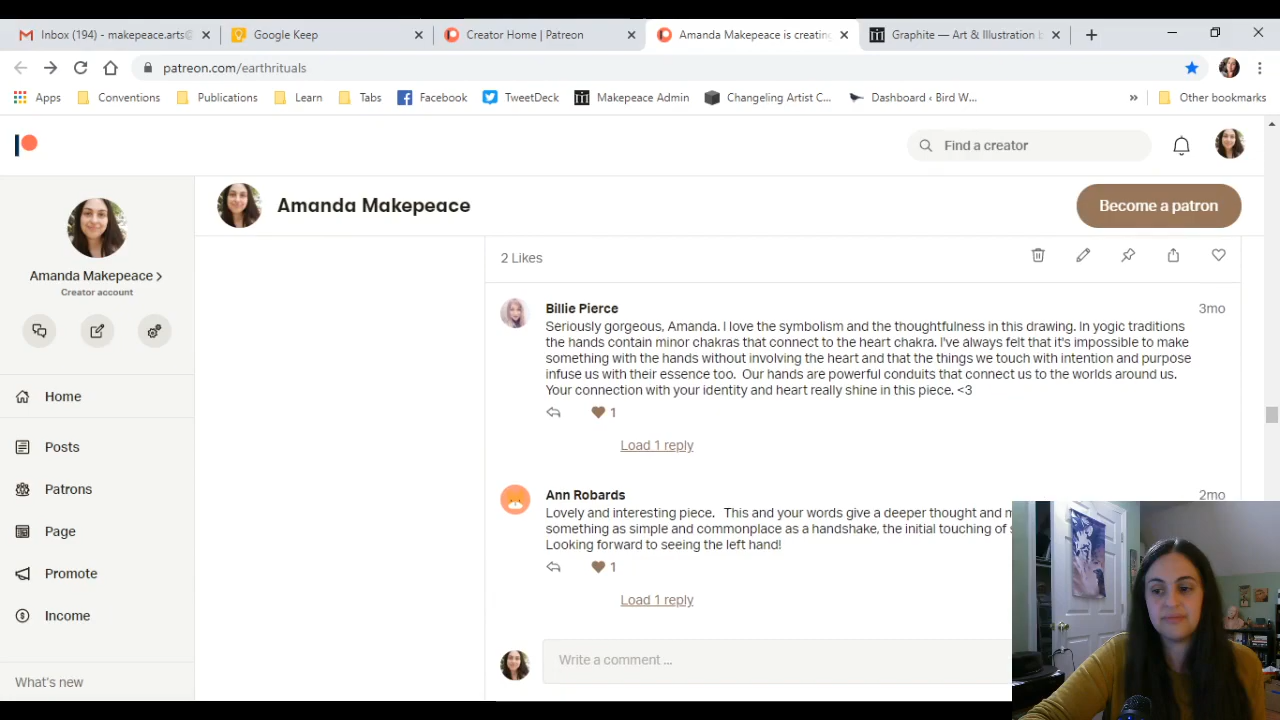 Inbox (194) - makepeace.arts@
Google Keep
Creator Home | Patreon
Amanda Makepeace is creating
Graphite — Art & Illustration b
patreon.com/earthrituals
Apps
Conventions
Publications
Learn
Tabs
Facebook
TweetDeck
Makepeace Admin
Changeling Artist C...
Dashboard ‹ Bird W...
»
Other bookmarks
Find a creator
Amanda Makepeace
Become a patron
Amanda Makepeace
Creator account
Home
Posts
Patrons
Page
Promote
Income
What's new
2 Likes
Billie Pierce
3mo
Seriously gorgeous, Amanda. I love the symbolism and the thoughtfulness in this drawing. In yogic traditions
the hands contain minor chakras that connect to the heart chakra. I've always felt that it's impossible to make
something with the hands without involving the heart and that the things we touch with intention and purpose
infuse us with their essence too. Our hands are powerful conduits that connect us to the worlds around us.
Your connection with your identity and heart really shine in this piece. <3
1
Load 1 reply
Ann Robards
2mo
Lovely and interesting piece. This and your words give a deeper thought and
something as simple and commonplace as a handshake, the initial touching of
Looking forward to seeing the left hand!
1
Load 1 reply
Write a comment ...